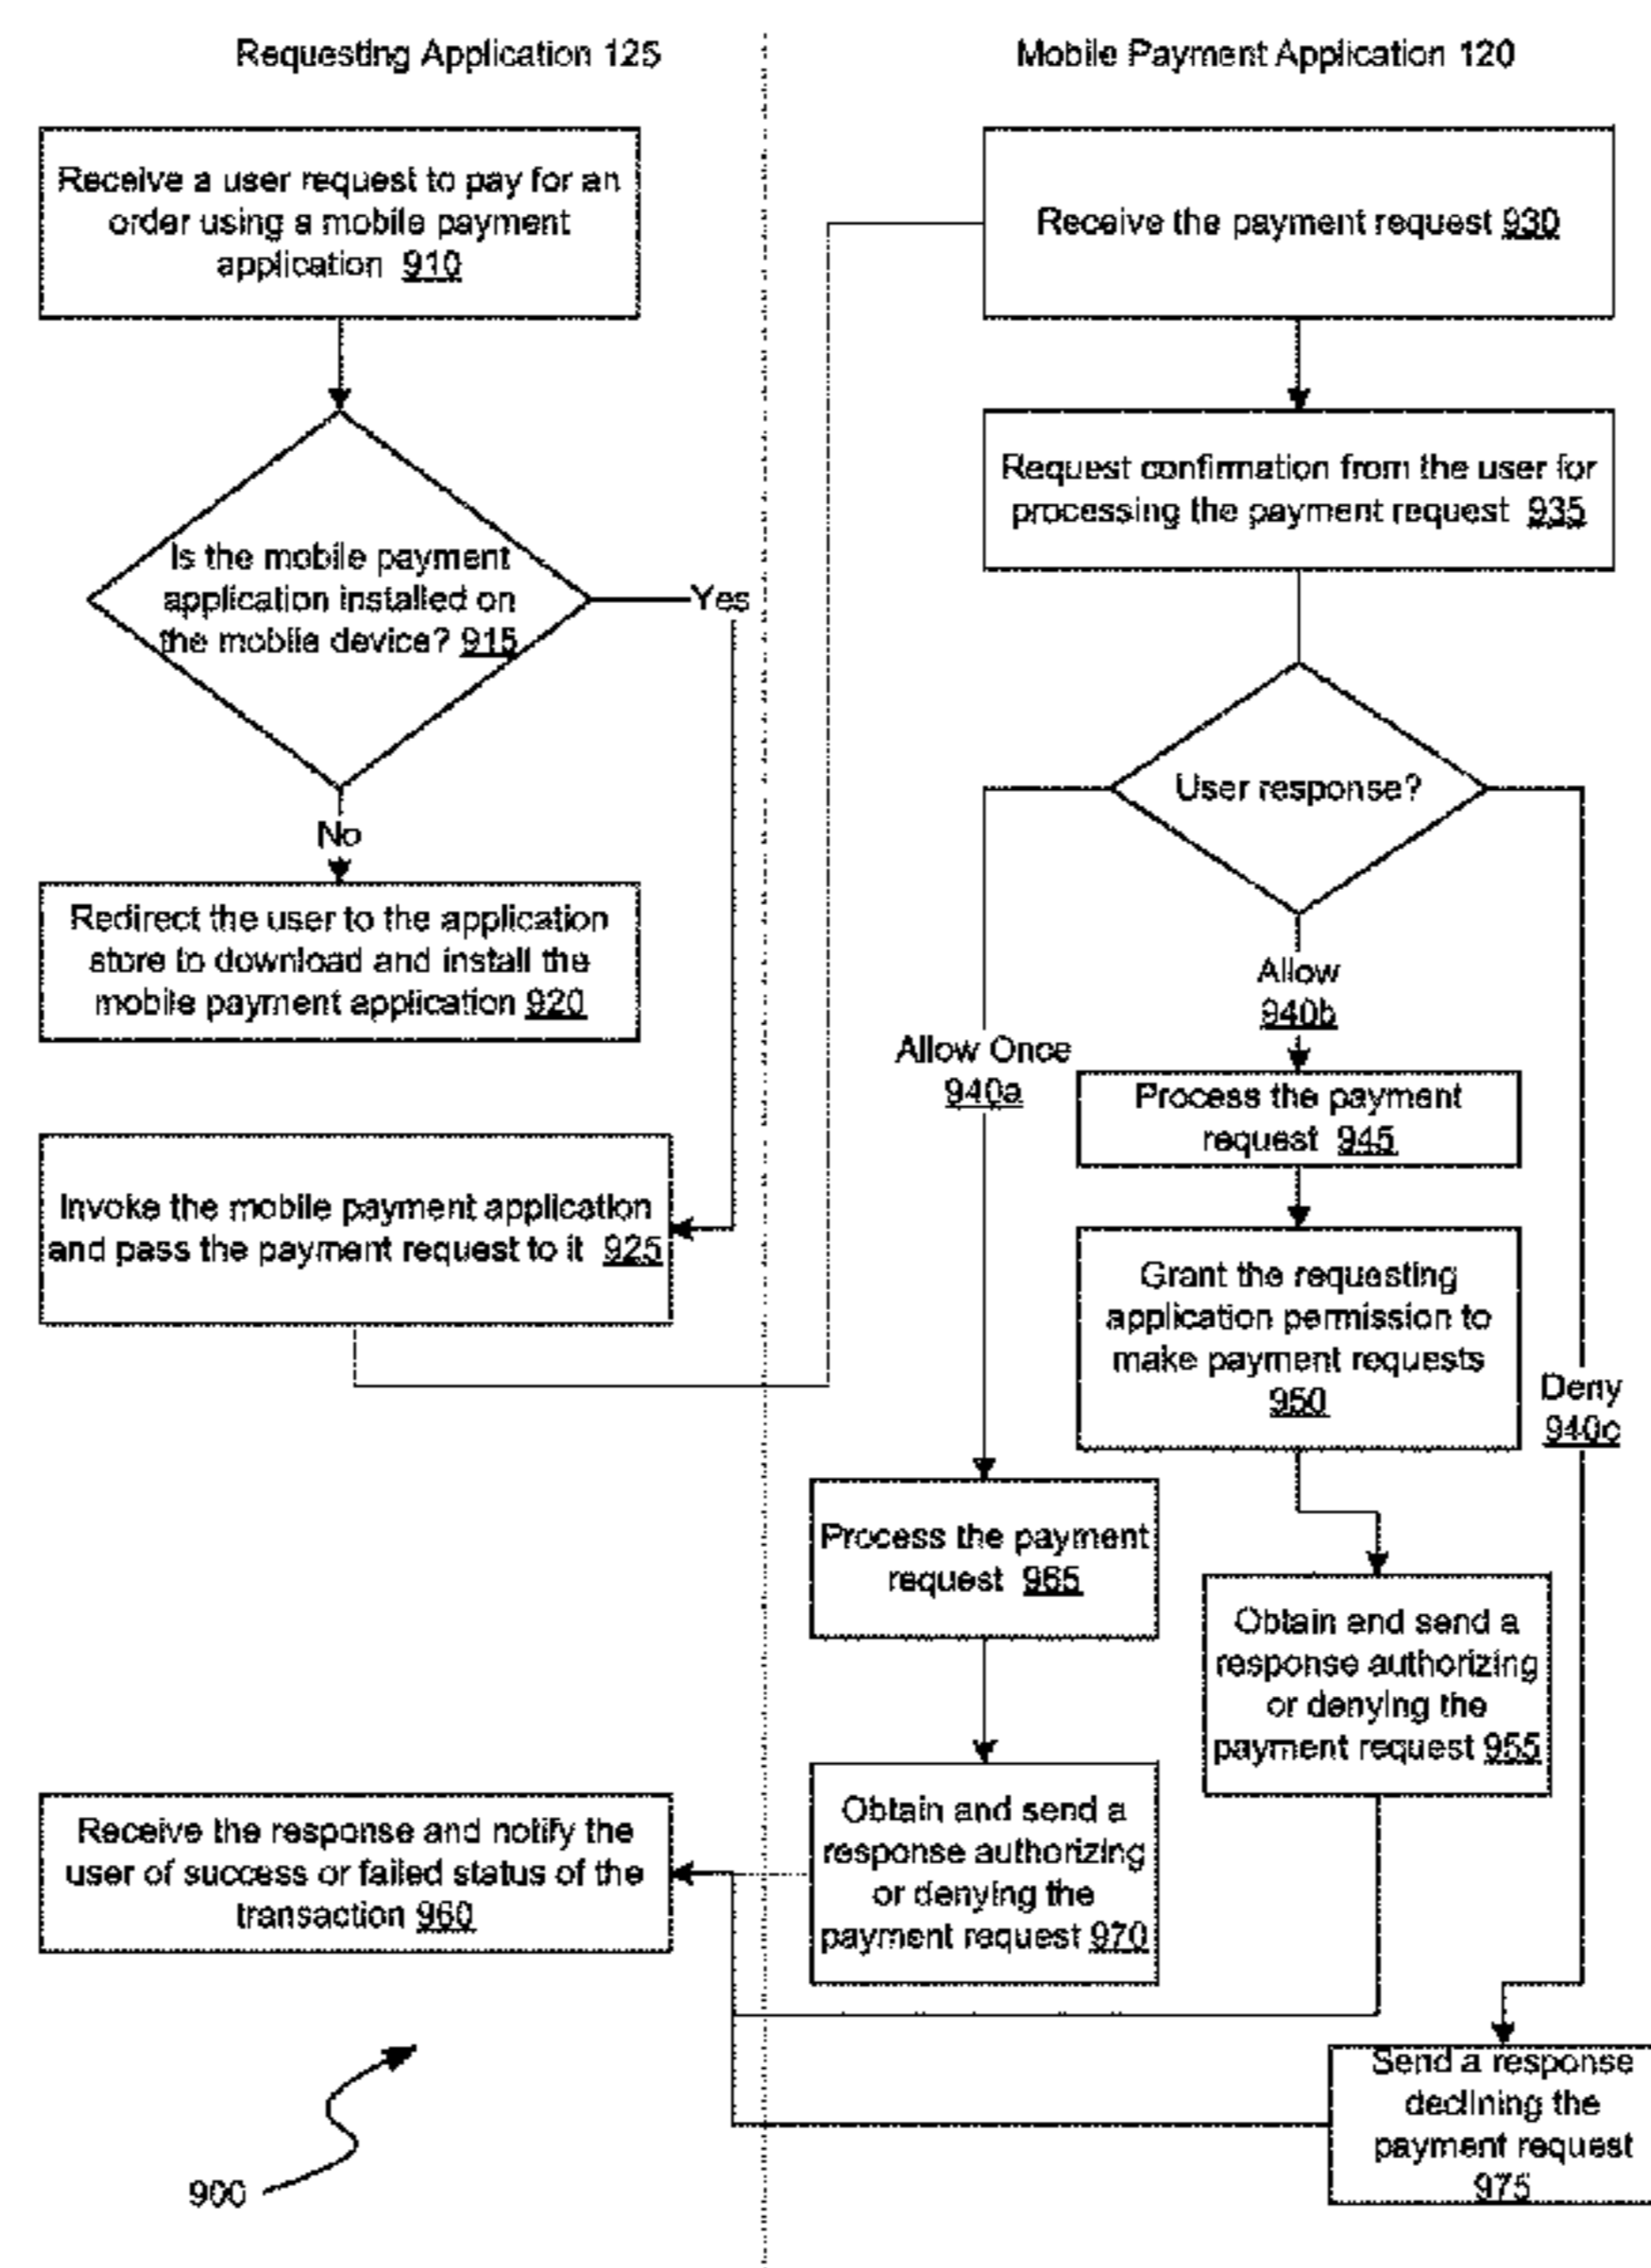 Requesting Application 125
Mobile Payment Application 120
Receive a user request to pay for an
order using a mobile payment
application 910
Receive the payment request 930
Request confirmation from the user for
processing the payment request 935
Is the mobile payment
application installed on
the mobile device? 915
Yes
No
User response?
Redirect the user to the application
store to download and install the
mobile payment application 920
Allow
940b
Allow Once
940a
Process the payment
request 945
Invoke the mobile payment application
and pass the payment request to it 925
Grant the requesting
application permission to
make payment requests
950
Deny
940c
Process the payment
request 965
Obtain and send a
response authorizing
or denying the
payment request 955
Receive the response and notify the
user of success or failed status of the
transaction 960
Obtain and send a
response authorizing
or denying the
payment request 970
Send a response
declining the
payment request
975
900